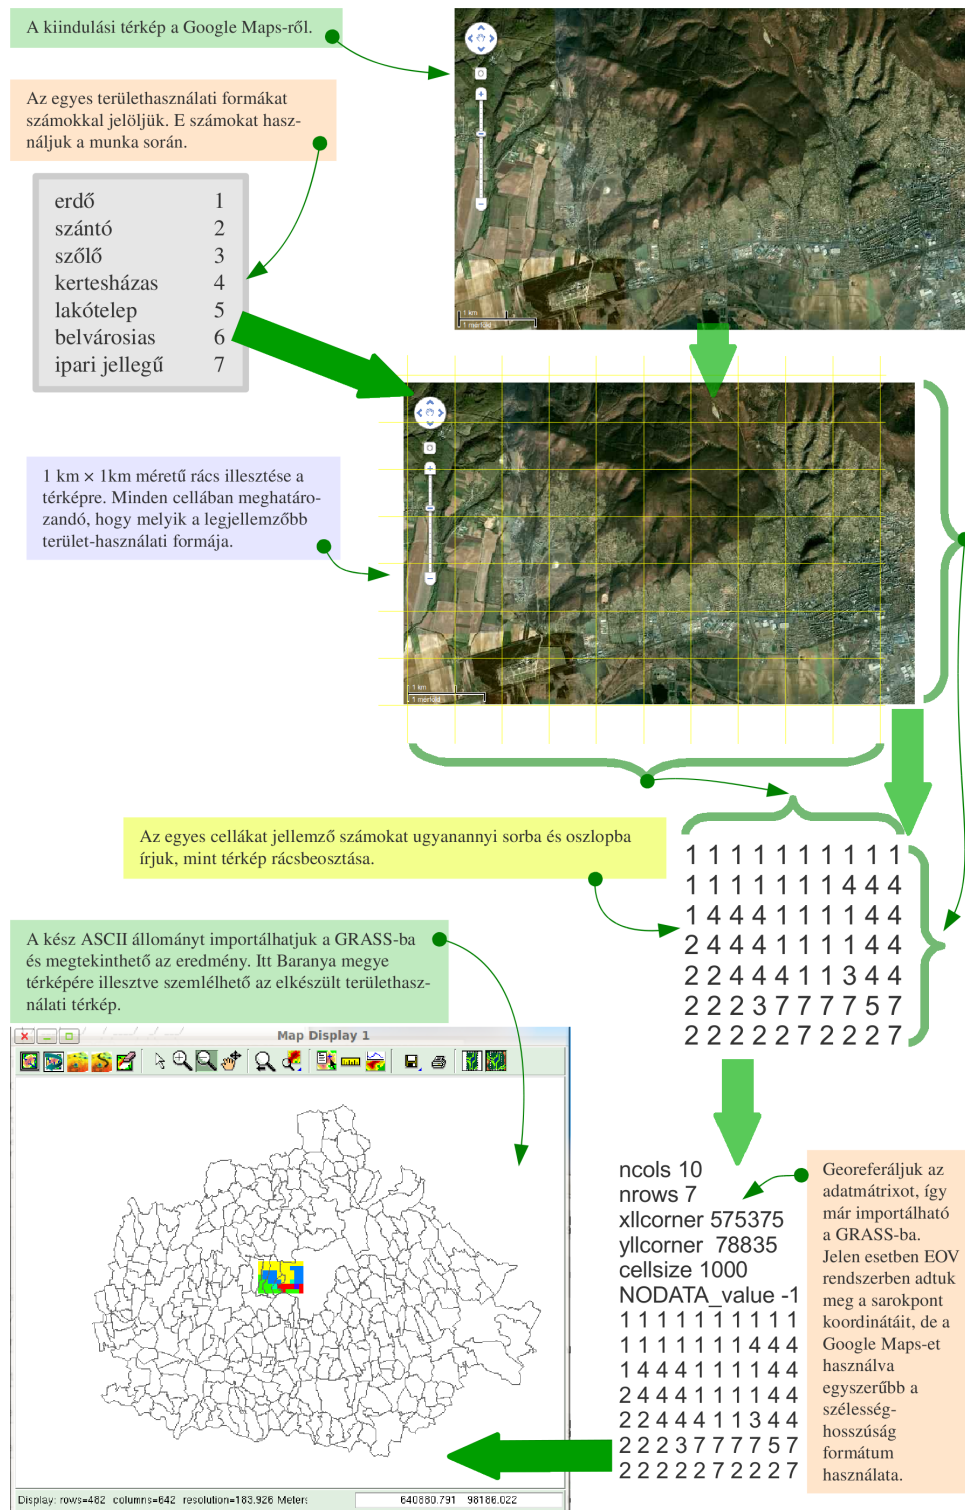 A kiindulási térkép a Google Maps-ről.
Az egyes területhasználati formákat
számokkal jelöljük. E számokat hasz-
náljuk a munka során.
erdő 1
szántó 2
szőlő 3
kertesházas 4
lakótelep 5
belvárosias 6
ipari jellegű 7
1 km
1 mérföld
1 km × 1km méretű rács illesztése a
térképre. Minden cellában meghatáro-
zandó, hogy melyik a legjellemzőbb
terület-használati formája.
1 km
1 mérföld
Az egyes cellákat jellemző számokat ugyanannyi sorba és oszlopba
írjuk, mint térkép rácsbeosztása.
1 1 1 1 1 1 1 1 1 1
1 1 1 1 1 1 1 4 4 4
1 4 4 4 1 1 1 1 4 4
2 4 4 4 1 1 1 1 4 4
2 2 4 4 4 1 1 3 4 4
2 2 2 3 7 7 7 7 5 7
2 2 2 2 2 7 2 2 2 7
A kész ASCII állományt importálhatjuk a GRASS-ba
és megtekinthető az eredmény. Itt Baranya megye
térképére illesztve szemlélhető az elkészült területhasz-
nálati térkép.
Map Display 1
Display: rows=482 columns=642 resolution=183.926 Meters
640880.791 98186.022
ncols 10
nrows 7
xllcorner 575375
yllcorner 78835
cellsize 1000
NODATA_value -1
1 1 1 1 1 1 1 1 1 1
1 1 1 1 1 1 1 4 4 4
1 4 4 4 1 1 1 1 4 4
2 4 4 4 1 1 1 1 4 4
2 2 4 4 4 1 1 3 4 4
2 2 2 3 7 7 7 7 5 7
2 2 2 2 2 7 2 2 2 7
Georeferáljuk az
adatmátrixot, így
már importálható
a GRASS-ba.
Jelen esetben EOV
rendszerben adtuk
meg a sarokpont
koordinátáit, de a
Google Maps-et
használva
egyszerűbb a
szélesség-
hosszúság
formátum
használata.